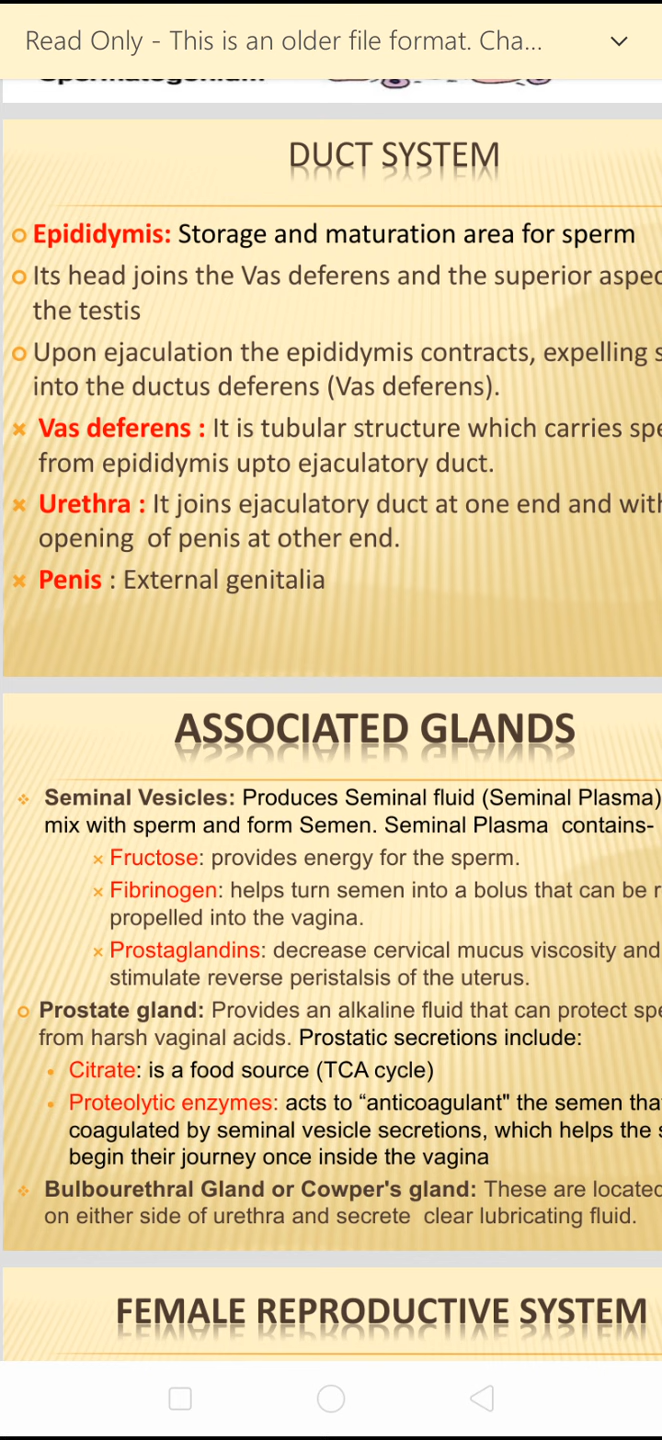 Read Only - This is an older file format. Cha...
DUCT SYSTEM
Epididymis: Storage and maturation area for sperm
Its head joins the Vas deferens and the superior
the testis
Upon ejaculation the epididymis contracts, expelling
into the ductus deferens (Vas deferens).
Vas deferens : It is tubular structure which carries
from epididymis upto ejaculatory duct.
Urethra : It joins ejaculatory duct at one end and
opening of penis at other end.
Penis : External genitalia
ASSOCIATED GLANDS
Seminal Vesicles: Produces Seminal fluid (Seminal Plasma)
mix with sperm and form Semen. Seminal Plasma contains-
Fructose: provides energy for the sperm.
Fibrinogen: helps turn semen into a bolus that can be
propelled into the vagina.
Prostaglandins: decrease cervical mucus viscosity and
stimulate reverse peristalsis of the uterus.
Prostate gland: Provides an alkaline fluid that can protect
from harsh vaginal acids. Prostatic secretions include:
Citrate: is a food source (TCA cycle)
Proteolytic enzymes: acts to “anticoagulant" the semen
coagulated by seminal vesicle secretions, which helps the
begin their journey once inside the vagina
Bulbourethral Gland or Cowper's gland: These are located
on either side of urethra and secrete clear lubricating fluid.
FEMALE REPRODUCTIVE SYSTEM